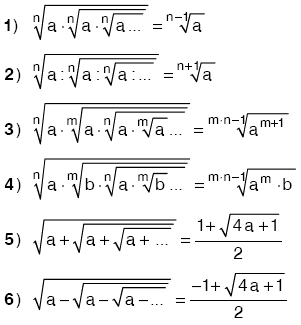 1) ⁿ√(a·ⁿ√(a·ⁿ√(a...))) = ⁿ⁻¹√a
2) ⁿ√(a:ⁿ√(a:ⁿ√(a:...))) = ⁿ⁺¹√a
3) ⁿ√(a·ᵐ√(a·ⁿ√(a·ᵐ√(a...)))) = ᵐ·ⁿ⁻¹√(aᵐ⁺¹)
4) ⁿ√(a·ᵐ√(b·ⁿ√(a·ᵐ√(b...)))) = ᵐ·ⁿ⁻¹√(aᵐ·b)
5) √(a+√(a+√(a+...))) = (1+√(4a+1))/2
6) √(a−√(a−√(a−...))) = (−1+√(4a+1))/2